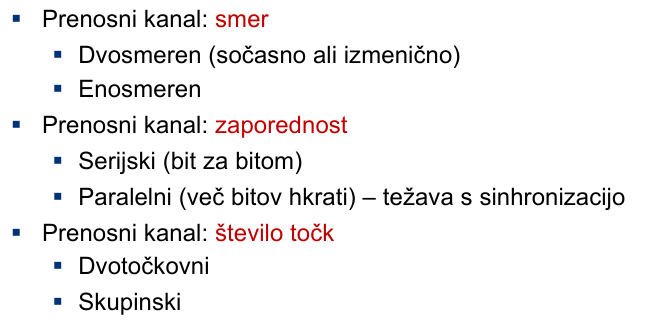 ▪ Prenosni kanal: smer
▪ Dvosmeren (sočasno ali izmenično)
▪ Enosmeren
▪ Prenosni kanal: zaporednost
▪ Serijski (bit za bitom)
▪ Paralelni (več bitov hkrati) – težava s sinhronizacijo
▪ Prenosni kanal: število točk
▪ Dvotočkovni
▪ Skupinski